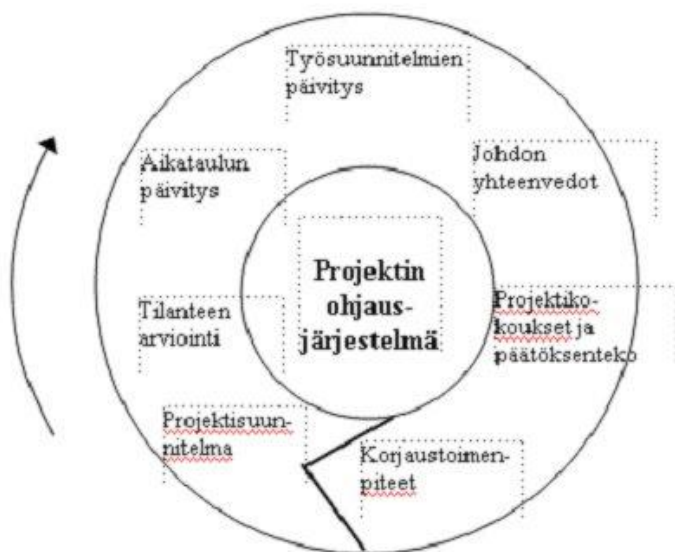 Työsuunnitelmien
päivitys
Aikataulun
päivitys
Johdon
yhteenvedot
Projektin
ohjaus-
järjestelmä
Tilanteen
arviointi
Projektiko-
koukset ja
päätöksenteko
Projektisuun-
nitelma
Korjaustoimen-
piteet